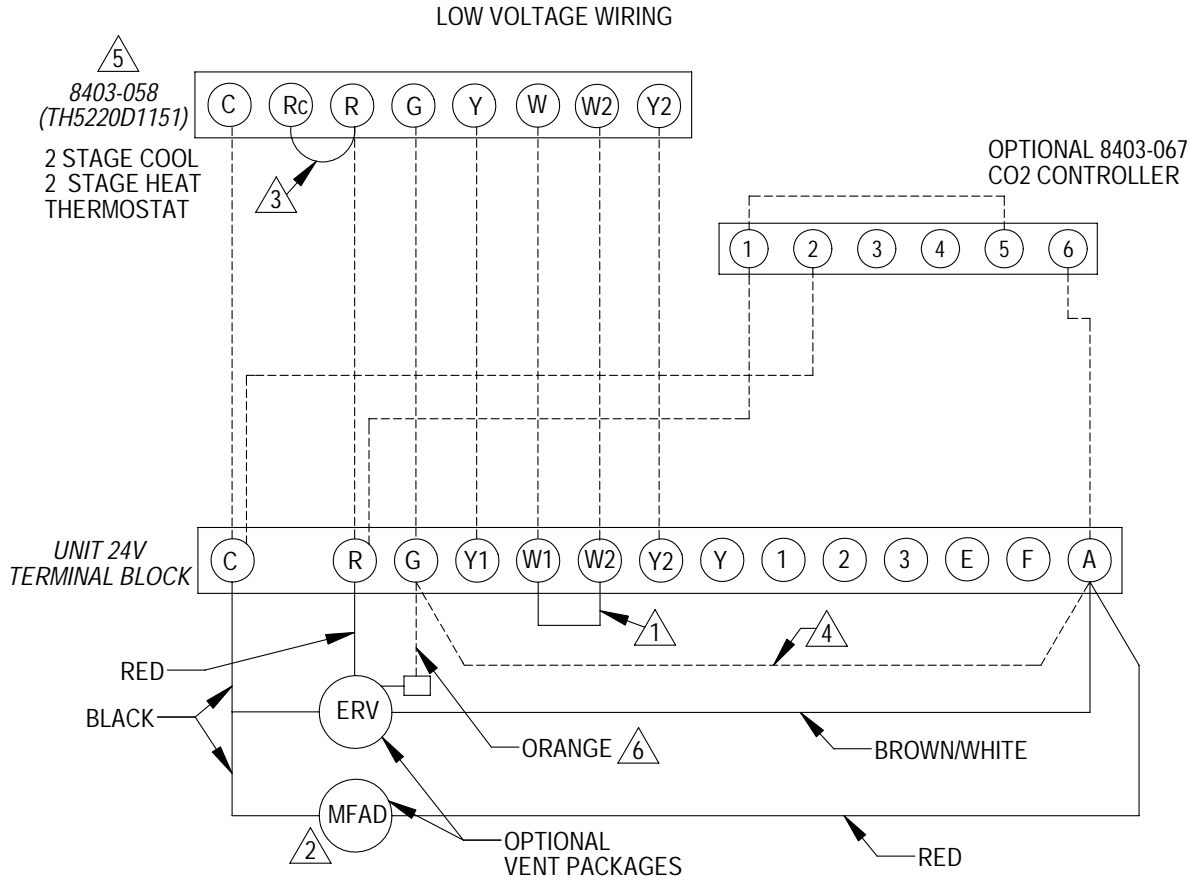 LOW VOLTAGE WIRING
5
8403-058
(TH5220D1151)
2 STAGE COOL
2 STAGE HEAT
THERMOSTAT
C Rc R G Y W W2 Y2
3
OPTIONAL 8403-067
CO2 CONTROLLER
1 2 3 4 5 6
UNIT 24V
TERMINAL BLOCK
C R G Y1 W1 W2 Y2 Y 1 2 3 E F A
1
4
RED
BLACK
ERV
ORANGE 6
BROWN/WHITE
MFAD
2
OPTIONAL
VENT PACKAGES
RED